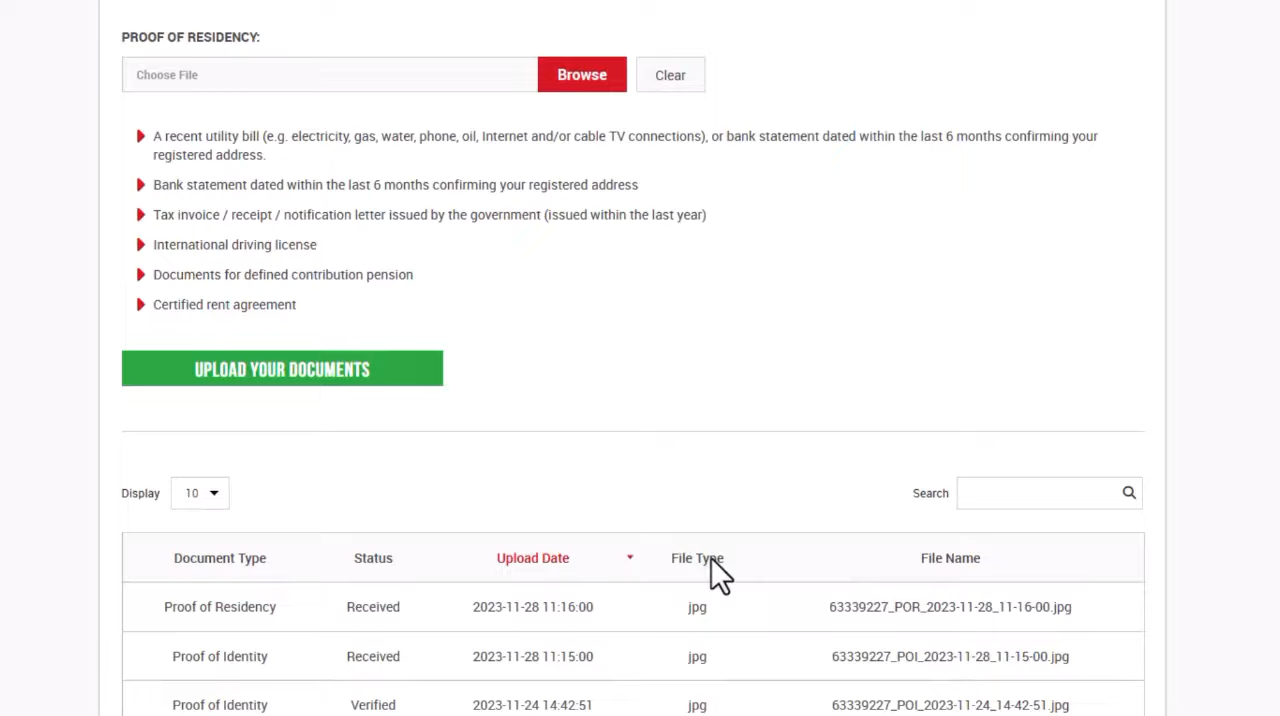 PROOF OF RESIDENCY:
Choose File Browse Clear
A recent utility bill (e.g. electricity, gas, water, phone, oil, Internet and/or cable TV connections), or bank statement dated within the last 6 months confirming your
registered address.
Bank statement dated within the last 6 months confirming your registered address
Tax invoice / receipt / notification letter issued by the government (issued within the last year)
International driving license
Documents for defined contribution pension
Certified rent agreement
UPLOAD YOUR DOCUMENTS
Display 10 Search
Document Type Status Upload Date File Type File Name
Proof of Residency Received 2023-11-28 11:16:00 jpg 63339227_POR_2023-11-28_11-16-00.jpg
Proof of Identity Received 2023-11-28 11:15:00 jpg 63339227_POI_2023-11-28_11-15-00.jpg
Proof of Identity Verified 2023-11-24 14:42:51 jpg 63339227_POI_2023-11-24_14-42-51.jpg